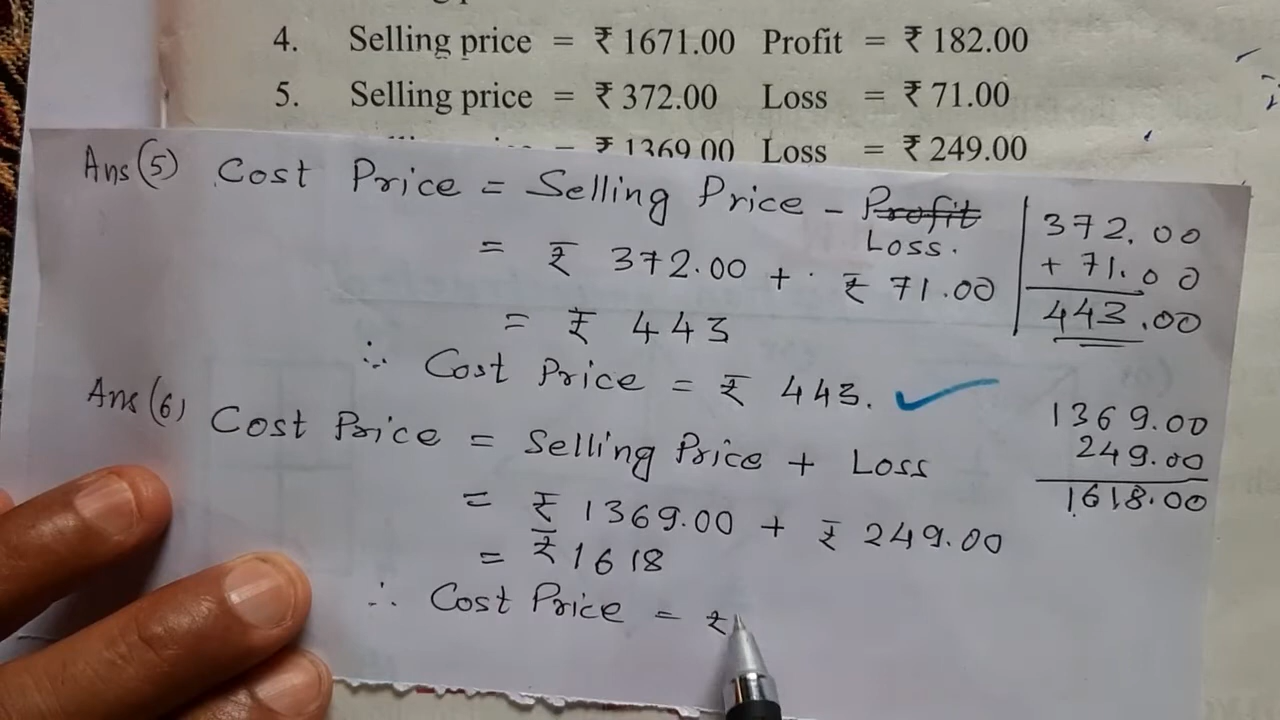 4. Selling price = ₹ 1671.00 Profit = ₹ 182.00
5. Selling price = ₹ 372.00 Loss = ₹ 71.00
= ₹ 1369.00 Loss = ₹ 249.00
Ans (5) Cost Price = Selling Price - Profit
Loss.
= ₹ 372.00 + ₹ 71.00
= ₹ 443
∴ Cost Price = ₹ 443.
372.00
+ 71.00
443.00
Ans (6) Cost Price = Selling Price + Loss
= ₹ 1369.00 + ₹ 249.00
= ₹ 1618
∴ Cost Price = ₹
1369.00
249.00
1618.00